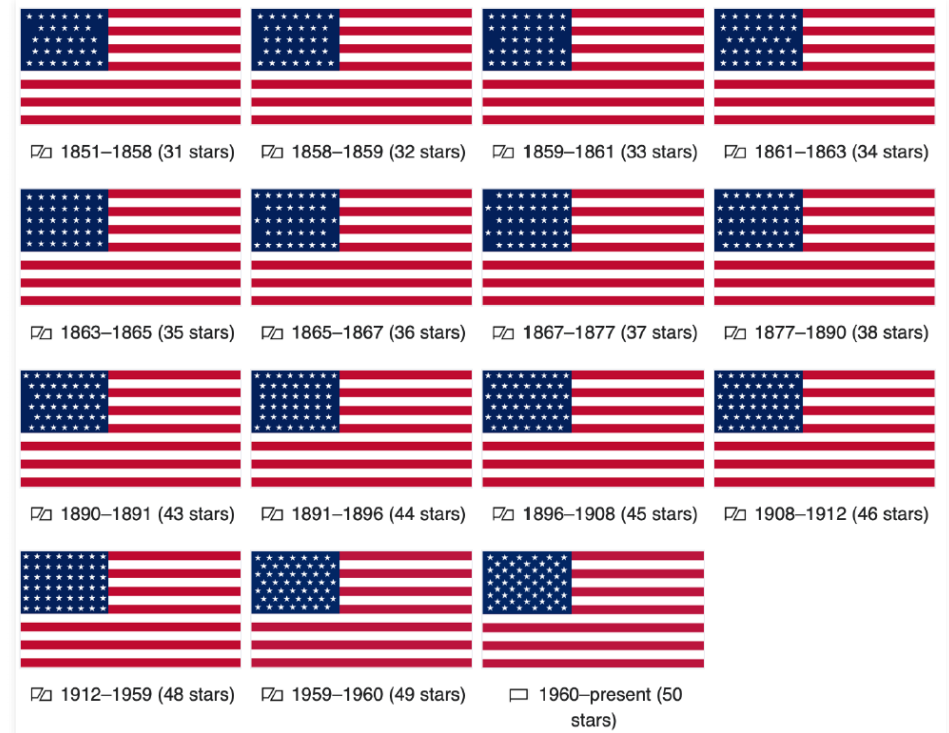 1851–1858 (31 stars)
1858–1859 (32 stars)
1859–1861 (33 stars)
1861–1863 (34 stars)
1863–1865 (35 stars)
1865–1867 (36 stars)
1867–1877 (37 stars)
1877–1890 (38 stars)
1890–1891 (43 stars)
1891–1896 (44 stars)
1896–1908 (45 stars)
1908–1912 (46 stars)
1912–1959 (48 stars)
1959–1960 (49 stars)
1960–present (50
stars)